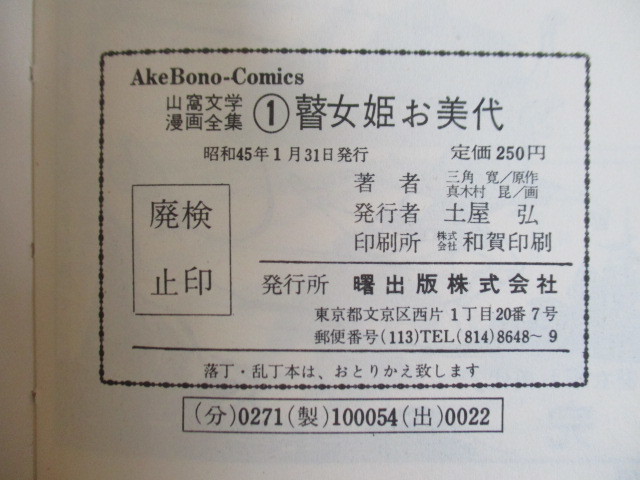 AkeBono-Comics
山窩文学
漫画全集 ①瞽女姫お美代
昭和45年1月31日発行 定価250円
著者 三角 寛／原作
真木村 昆／画
発行者 土屋 弘
印刷所 株式会社 和賀印刷
検印廃止
発行所 曙出版株式会社
東京都文京区西片1丁目20番7号
郵便番号(113)TEL(814)8648〜9
落丁・乱丁本は、おとりかえ致します
(分)0271(製)100054(出)0022